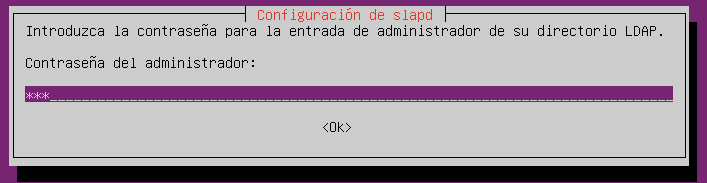 Configuración de slapd
Introduzca la contraseña para la entrada de administrador de su directorio LDAP.
Contraseña del administrador:
***
<Ok>